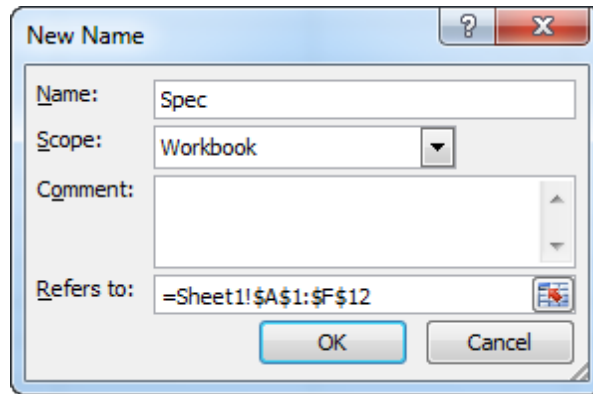 New Name
Name: Spec
Scope: Workbook
Comment:
Refers to: =Sheet1!$A$1:$F$12
OK Cancel